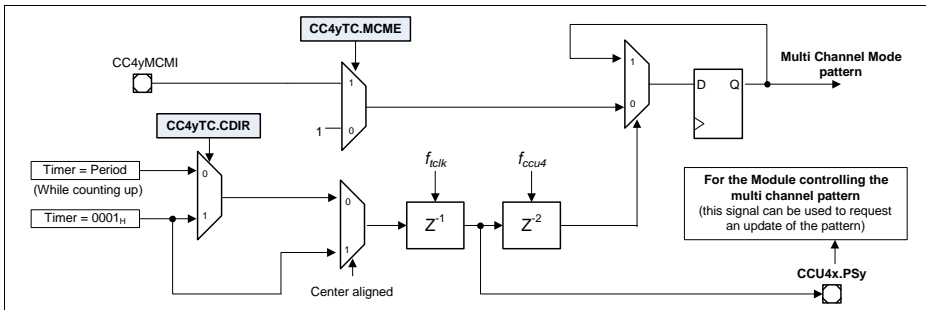 CC4yTC.MCME
CC4yMCMI
1
1
0
1
0
D Q
Multi Channel Mode
pattern
CC4yTC.CDIR
Timer = Period
(While counting up)
0
Timer = 0001H
1
0
1
Center aligned
ftclk
Z-1
fccu4
Z-2
For the Module controlling the
multi channel pattern
(this signal can be used to request
an update of the pattern)
CCU4x.PSy